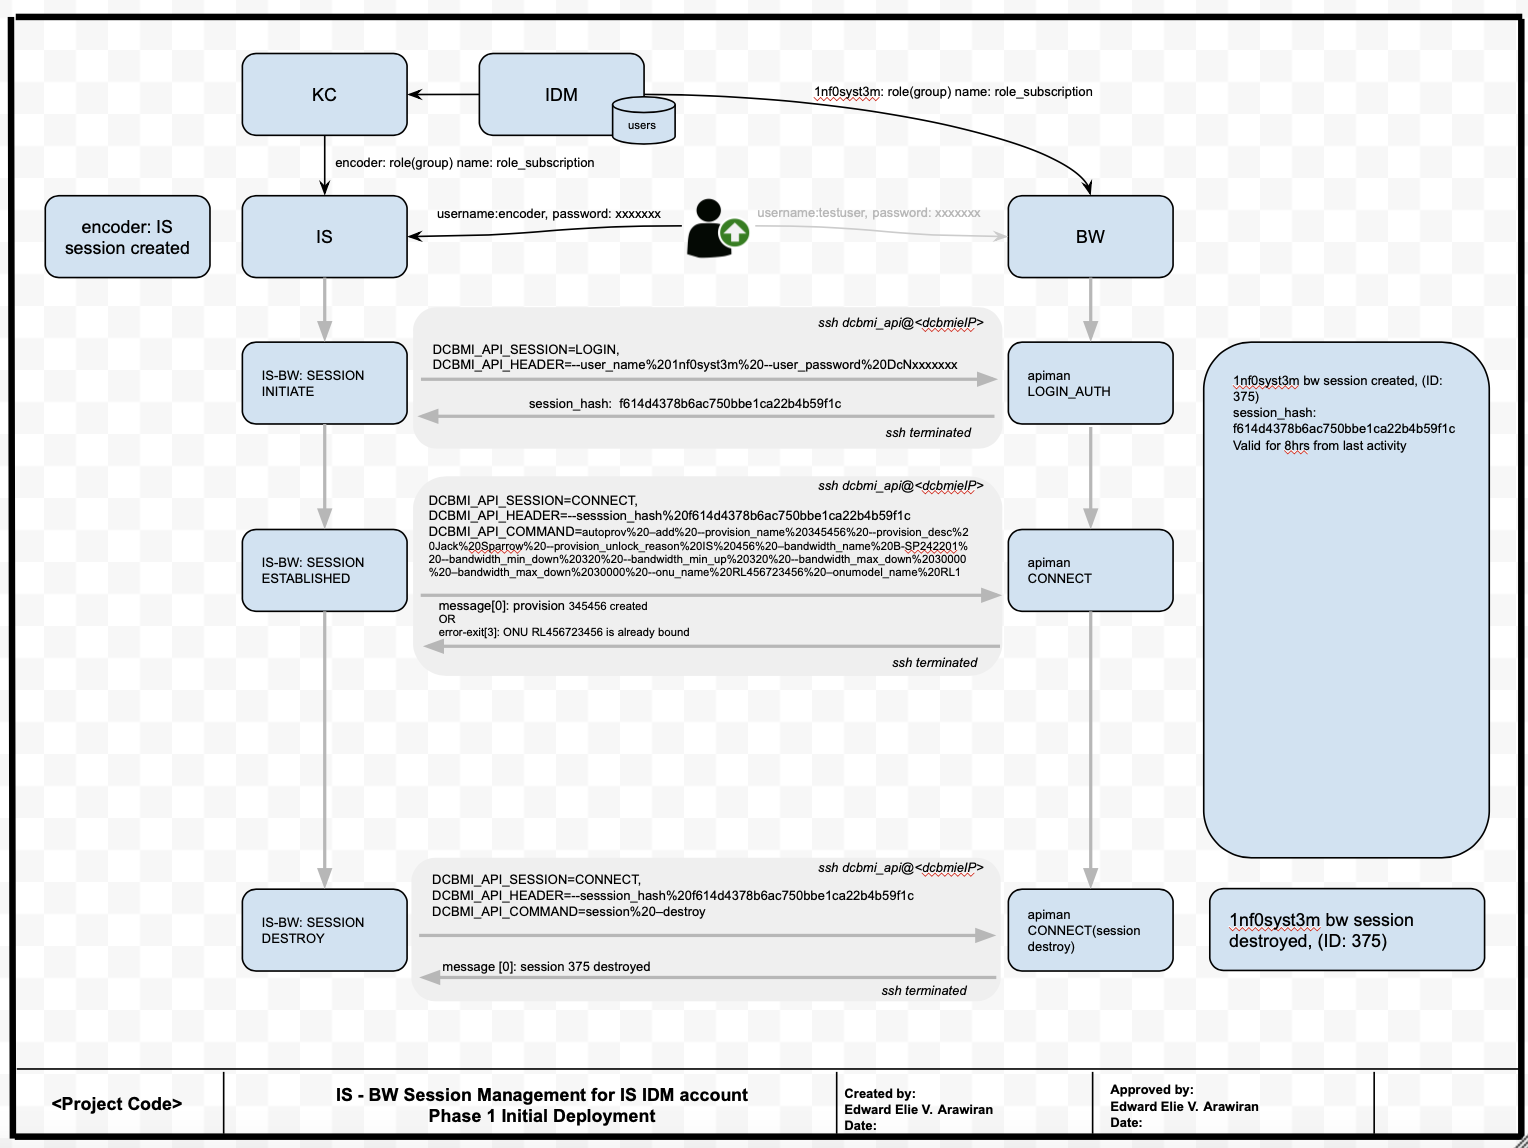 KC
IDM
users
1nf0syst3m: role(group) name: role_subscription
encoder: role(group) name: role_subscription
encoder: IS
session created
IS
username:encoder, password: xxxxxxx
username:testuser, password: xxxxxxx
BW
ssh dcbmi_api@<dcbmieIP>
DCBMI_API_SESSION=LOGIN,
DCBMI_API_HEADER=--user_name%201nf0syst3m%20--user_password%20DcNxxxxxxx
session_hash:  f614d4378b6ac750bbe1ca22b4b59f1c
ssh terminated
IS-BW: SESSION
INITIATE
apiman
LOGIN_AUTH
1nf0syst3m bw session created, (ID:
375)
session_hash:
f614d4378b6ac750bbe1ca22b4b59f1c
Valid for 8hrs from last activity
ssh dcbmi_api@<dcbmieIP>
DCBMI_API_SESSION=CONNECT,
DCBMI_API_HEADER=--sesssion_hash%20f614d4378b6ac750bbe1ca22b4b59f1c
DCBMI_API_COMMAND=autoprov%20--add%20--provision_name%20345456%20--provision_desc%2
0Jack%20Sparrow%20--provision_unlock_reason%20IS%20456%20--bandwidth_name%20B-SP242201%
20--bandwidth_min_down%20320%20--bandwidth_min_up%20320%20--bandwidth_max_down%2030000
%20--bandwidth_max_down%2030000%20--onu_name%20RL456723456%20--onumodel_name%20RL1
message[0]: provision 345456 created
OR
error-exit[3]: ONU RL456723456 is already bound
ssh terminated
IS-BW: SESSION
ESTABLISHED
apiman
CONNECT
ssh dcbmi_api@<dcbmieIP>
DCBMI_API_SESSION=CONNECT,
DCBMI_API_HEADER=--sesssion_hash%20f614d4378b6ac750bbe1ca22b4b59f1c
DCBMI_API_COMMAND=session%20--destroy
message [0]: session 375 destroyed
ssh terminated
IS-BW: SESSION
DESTROY
apiman
CONNECT(session
destroy)
1nf0syst3m bw session
destroyed, (ID: 375)
<Project Code>
IS - BW Session Management for IS IDM account
Phase 1 Initial Deployment
Created by:
Edward Elie V. Arawiran
Date:
Approved by:
Edward Elie V. Arawiran
Date: